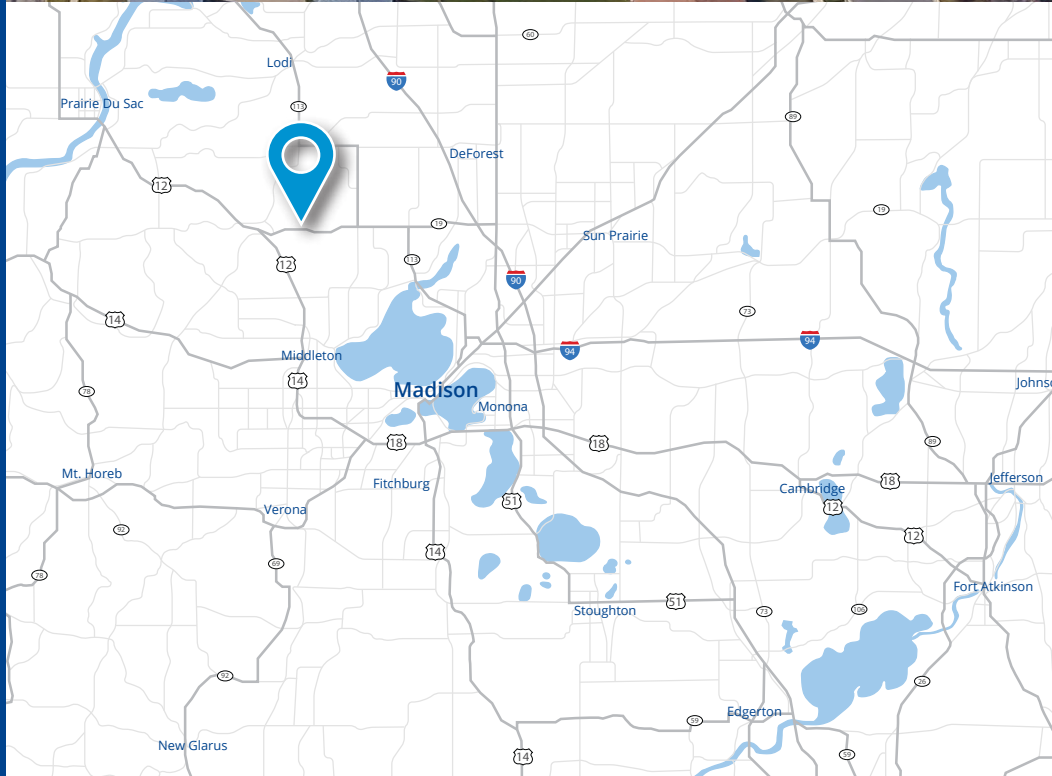 60
Lodi
90
Prairie Du Sac
113
89
DeForest
12
19
19
Sun Prairie
113
12
90
73
14
94
94
Middleton
14
Johnsc
78
Madison
Monona
18
18
89
Mt. Horeb
Fitchburg
Cambridge
18
Jefferson
51
12
Verona
92
12
14
69
78
Fort Atkinson
51
Stoughton
73
106
92
26
Edgerton
59
New Glarus
14
59